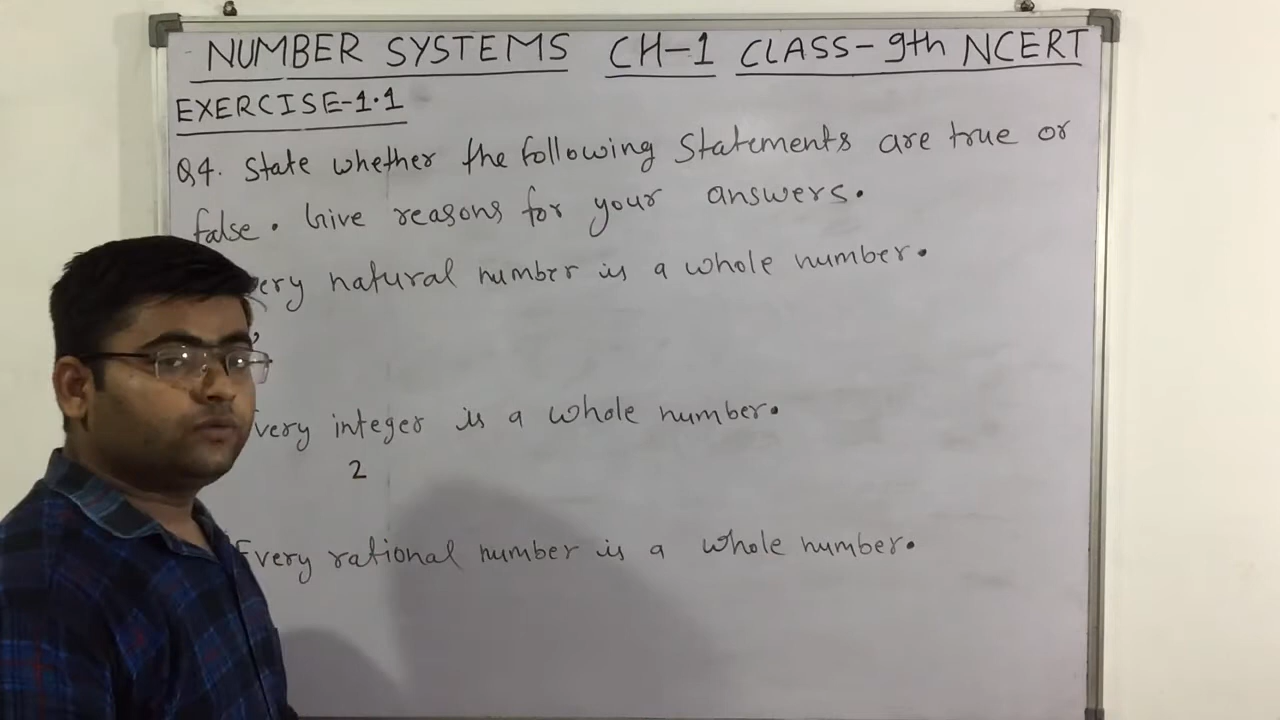 NUMBER SYSTEMS CH-1 CLASS-9th NCERT
EXERCISE-1.1
Q4. State whether the following Statements are true or
false. Give reasons for your answers.
ery natural number is a whole number.
very integer is a whole number.
2
Every rational number is a whole number.